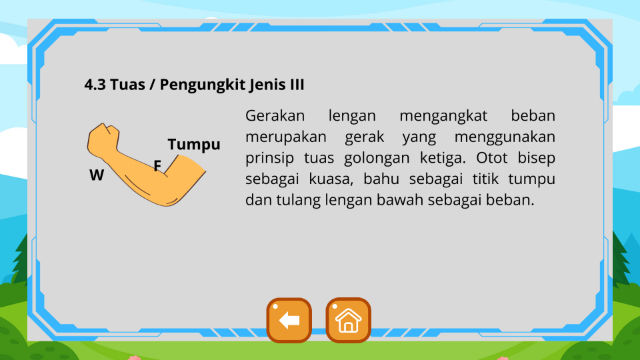 4.3 Tuas / Pengungkit Jenis III
Gerakan lengan mengangkat beban
merupakan gerak yang menggunakan
prinsip tuas golongan ketiga. Otot bisep
sebagai kuasa, bahu sebagai titik tumpu
dan tulang lengan bawah sebagai beban.
Tumpu
F
W